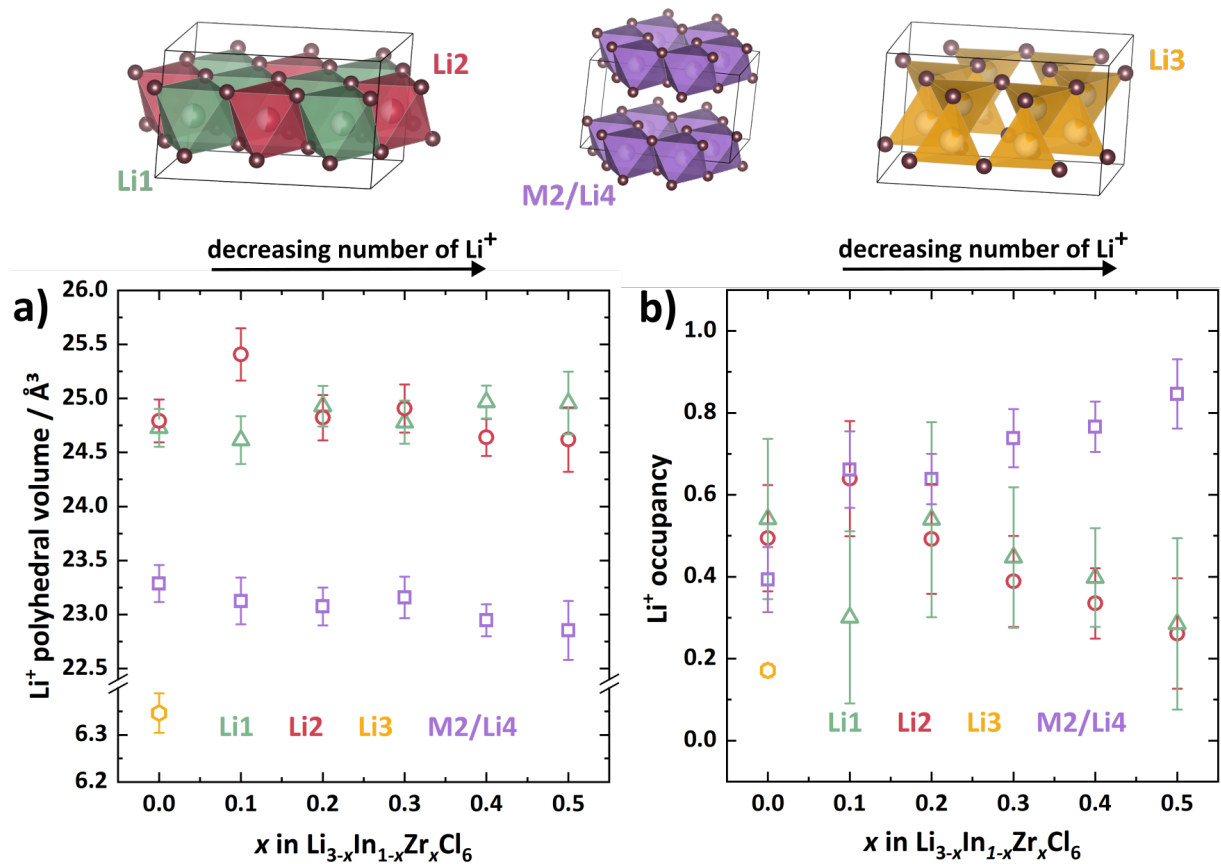 Li2
Li3
Li1
M2/Li4
decreasing number of Li⁺
decreasing number of Li⁺
a)
26.0
25.5
25.0
24.5
24.0
23.5
23.0
22.5
6.3
6.2
Li⁺ polyhedral volume / Å³
Li1 Li2 Li3 M2/Li4
0.0 0.1 0.2 0.3 0.4 0.5
x in Li₃₋ₓIn₁₋ₓZrₓCl₆
b)
1.0
0.8
0.6
0.4
0.2
0.0
Li⁺ occupancy
Li1 Li2 Li3 M2/Li4
0.0 0.1 0.2 0.3 0.4 0.5
x in Li₃₋ₓIn₁₋ₓZrₓCl₆